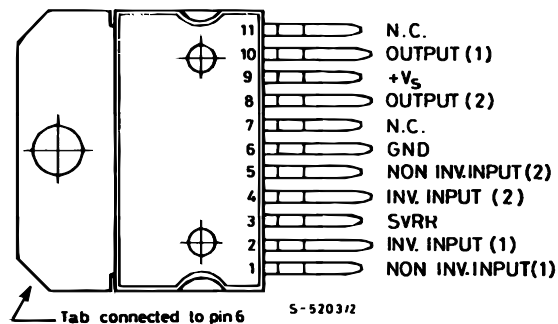 11 N.C.
10 OUTPUT (1)
9 +VS
8 OUTPUT (2)
7 N.C.
6 GND
5 NON INV.INPUT(2)
4 INV. INPUT (2)
3 SVRR
2 INV. INPUT (1)
1 NON INV.INPUT(1)
Tab connected to pin 6
S-5203/2